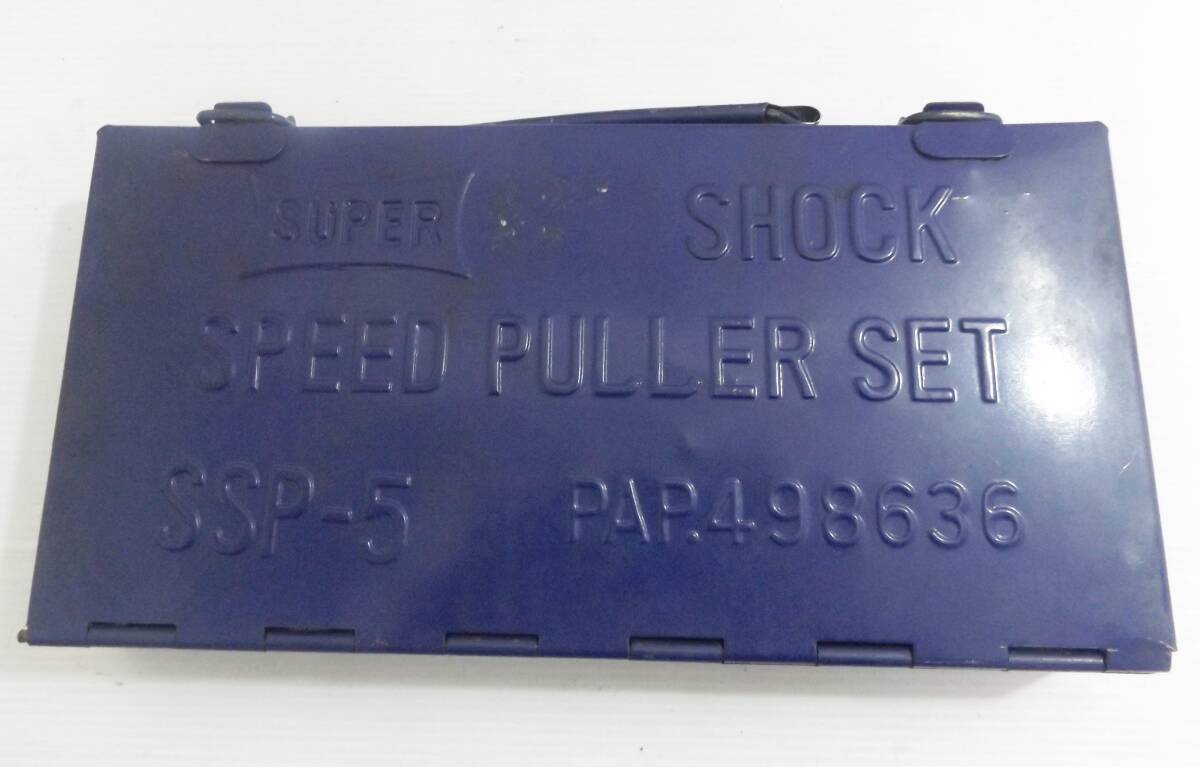 SUPER SHOCK
SPEED PULLER SET
SSP-5 PAP.498636